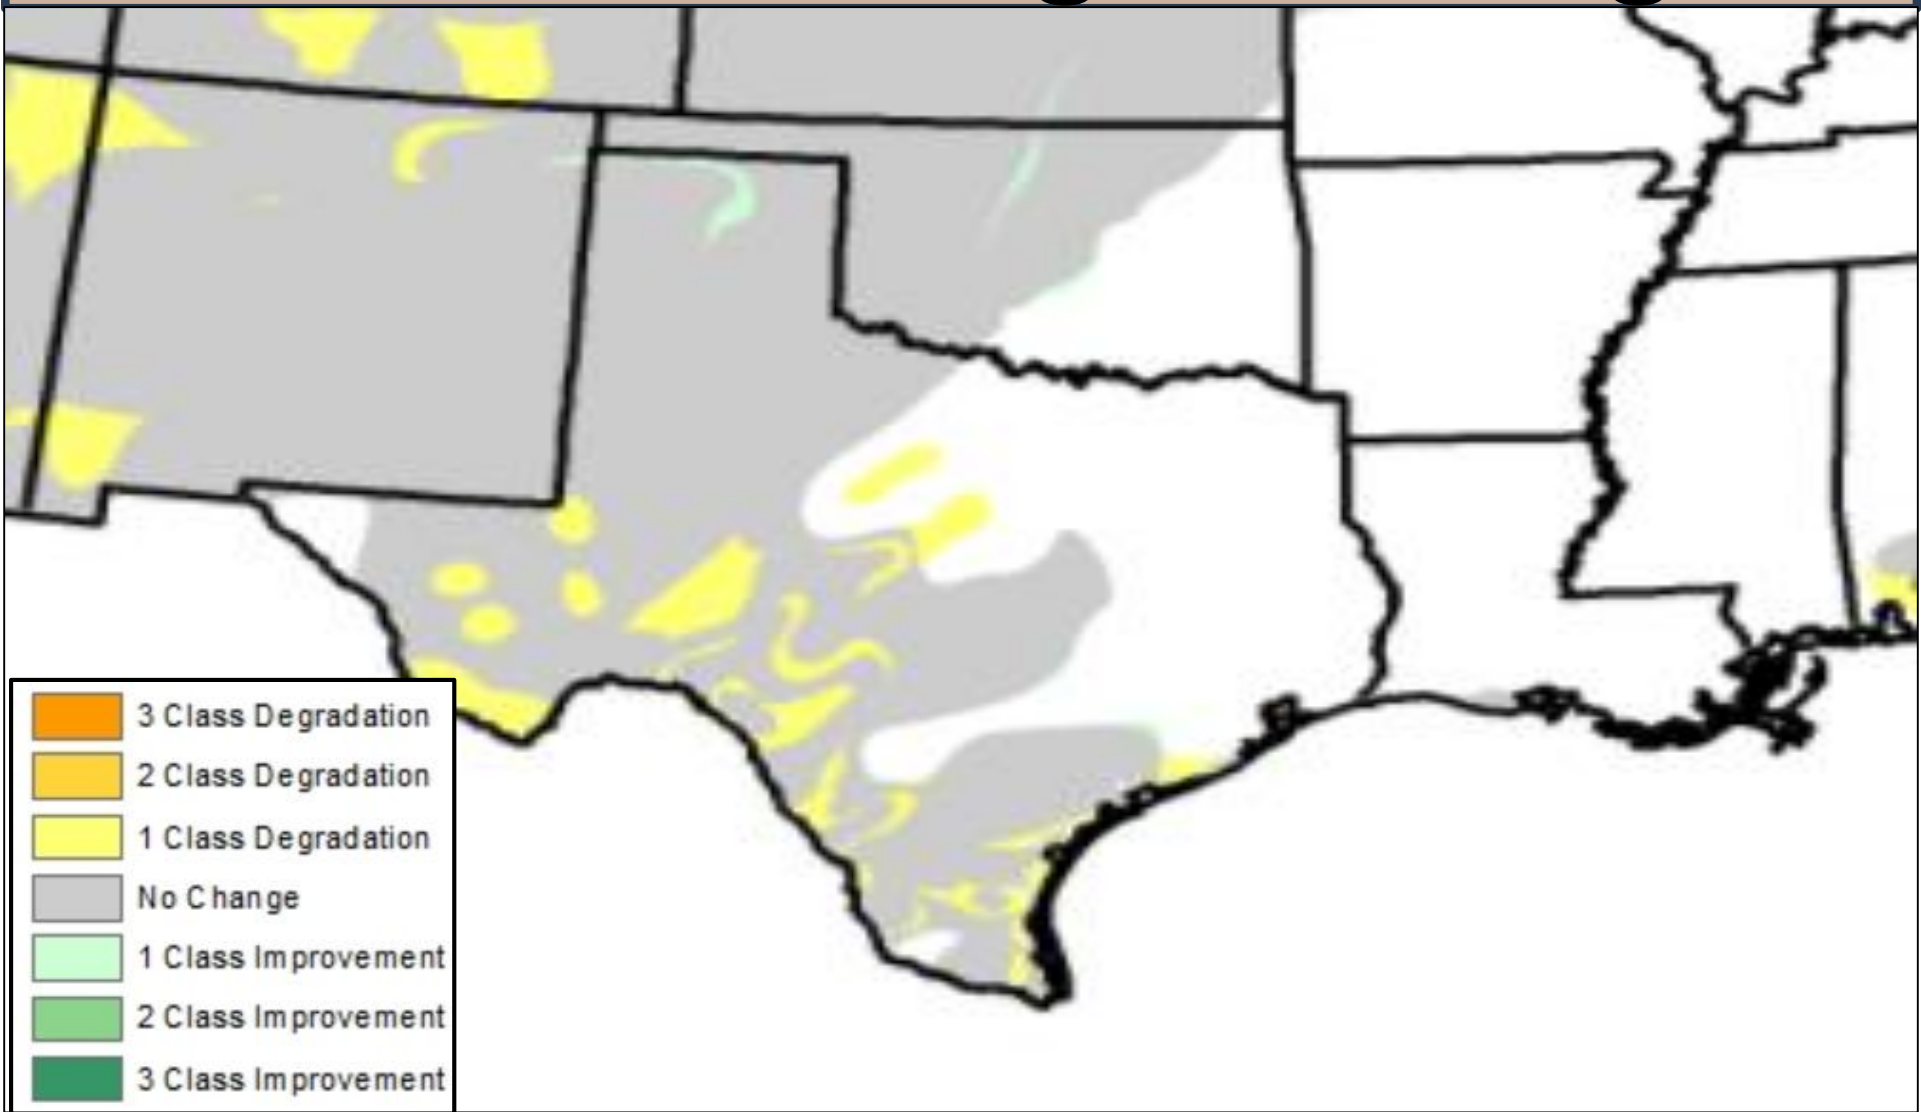 3 Class Degradation
2 Class Degradation
1 Class Degradation
No Change
1 Class Improvement
2 Class Improvement
3 Class Improvement